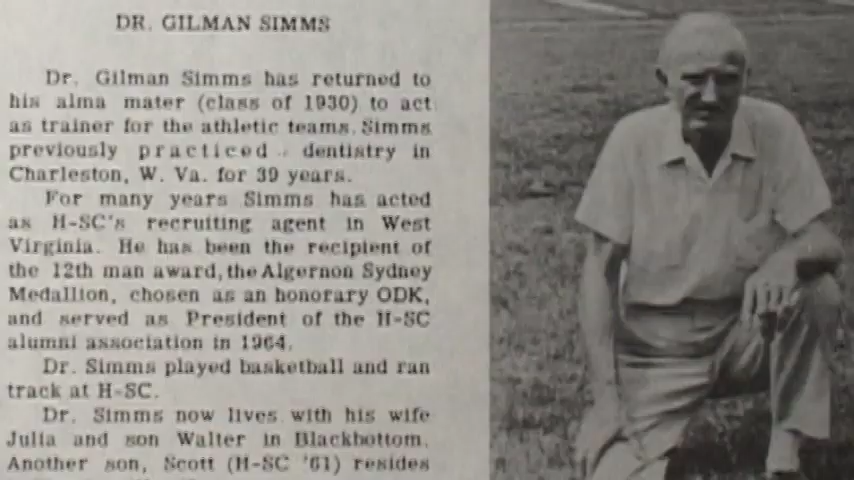 DR. GILMAN SIMMS
Dr. Gilman Simms has returned to
his alma mater (class of 1930) to act
as trainer for the athletic teams. Simms
previously practiced dentistry in
Charleston, W. Va. for 39 years.
For many years Simms has acted
as H-SC's recruiting agent in West
Virginia. He has been the recipient of
the 12th man award, the Algernon Sydney
Medallion, chosen as an honorary ODK,
and served as President of the H-SC
alumni association in 1964.
Dr. Simms played basketball and ran
track at H-SC.
Dr. Simms now lives with his wife
Julia and son Walter in Blackbottom.
Another son, Scott (H-SC '61) resides